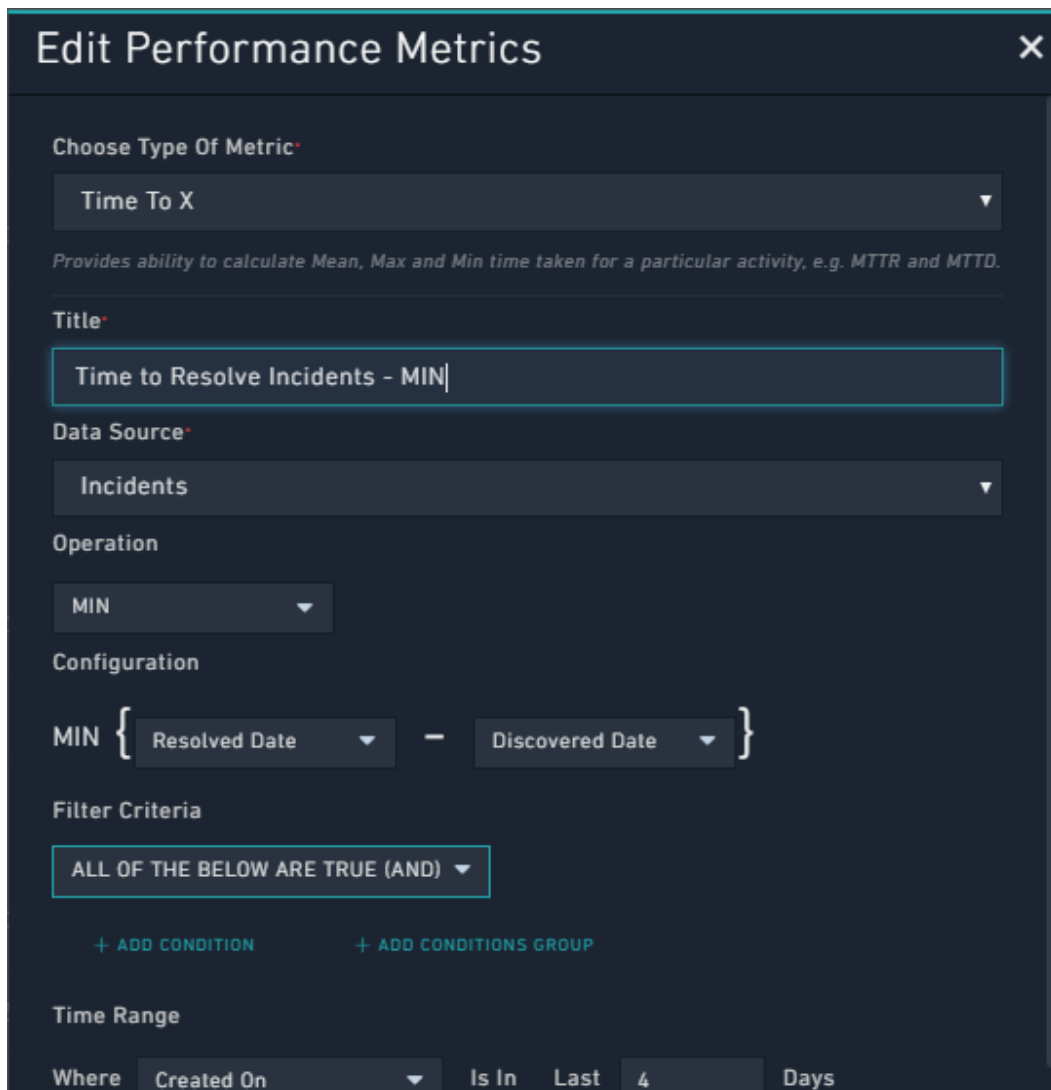 Edit Performance Metrics ×
Choose Type Of Metric*
Time To X
Provides ability to calculate Mean, Max and Min time taken for a particular activity, e.g. MTTR and MTTD.
Title*
Time to Resolve Incidents - MIN
Data Source*
Incidents
Operation
MIN
Configuration
MIN { Resolved Date – Discovered Date }
Filter Criteria
ALL OF THE BELOW ARE TRUE (AND)
+ ADD CONDITION + ADD CONDITIONS GROUP
Time Range
Where Created On Is In Last 4 Days